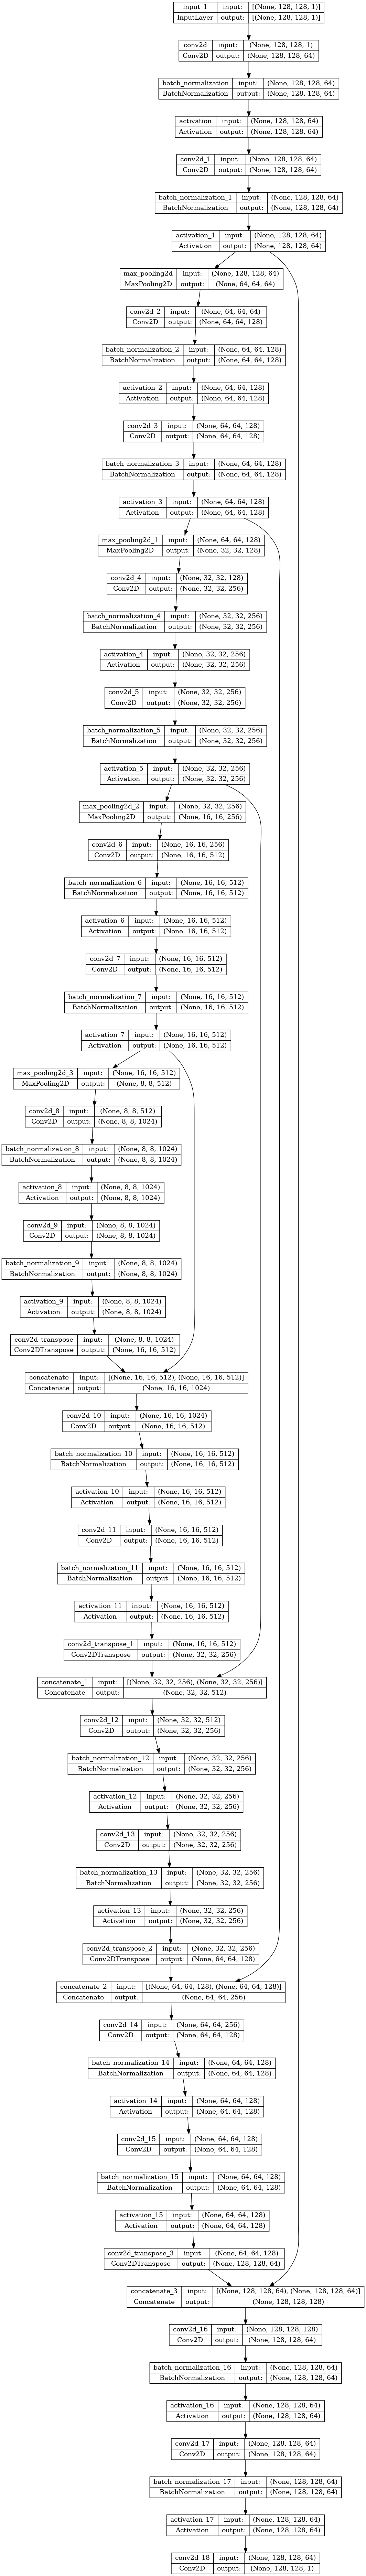 input_1 input: [(None, 128, 128, 1)]
InputLayer output: [(None, 128, 128, 1)]
conv2d input: (None, 128, 128, 1)
Conv2D output: (None, 128, 128, 64)
batch_normalization input: (None, 128, 128, 64)
BatchNormalization output: (None, 128, 128, 64)
activation input: (None, 128, 128, 64)
Activation output: (None, 128, 128, 64)
conv2d_1 input: (None, 128, 128, 64)
Conv2D output: (None, 128, 128, 64)
batch_normalization_1 input: (None, 128, 128, 64)
BatchNormalization output: (None, 128, 128, 64)
activation_1 input: (None, 128, 128, 64)
Activation output: (None, 128, 128, 64)
max_pooling2d input: (None, 128, 128, 64)
MaxPooling2D output: (None, 64, 64, 64)
conv2d_2 input: (None, 64, 64, 64)
Conv2D output: (None, 64, 64, 128)
batch_normalization_2 input: (None, 64, 64, 128)
BatchNormalization output: (None, 64, 64, 128)
activation_2 input: (None, 64, 64, 128)
Activation output: (None, 64, 64, 128)
conv2d_3 input: (None, 64, 64, 128)
Conv2D output: (None, 64, 64, 128)
batch_normalization_3 input: (None, 64, 64, 128)
BatchNormalization output: (None, 64, 64, 128)
activation_3 input: (None, 64, 64, 128)
Activation output: (None, 64, 64, 128)
max_pooling2d_1 input: (None, 64, 64, 128)
MaxPooling2D output: (None, 32, 32, 128)
conv2d_4 input: (None, 32, 32, 128)
Conv2D output: (None, 32, 32, 256)
batch_normalization_4 input: (None, 32, 32, 256)
BatchNormalization output: (None, 32, 32, 256)
activation_4 input: (None, 32, 32, 256)
Activation output: (None, 32, 32, 256)
conv2d_5 input: (None, 32, 32, 256)
Conv2D output: (None, 32, 32, 256)
batch_normalization_5 input: (None, 32, 32, 256)
BatchNormalization output: (None, 32, 32, 256)
activation_5 input: (None, 32, 32, 256)
Activation output: (None, 32, 32, 256)
max_pooling2d_2 input: (None, 32, 32, 256)
MaxPooling2D output: (None, 16, 16, 256)
conv2d_6 input: (None, 16, 16, 256)
Conv2D output: (None, 16, 16, 512)
batch_normalization_6 input: (None, 16, 16, 512)
BatchNormalization output: (None, 16, 16, 512)
activation_6 input: (None, 16, 16, 512)
Activation output: (None, 16, 16, 512)
conv2d_7 input: (None, 16, 16, 512)
Conv2D output: (None, 16, 16, 512)
batch_normalization_7 input: (None, 16, 16, 512)
BatchNormalization output: (None, 16, 16, 512)
activation_7 input: (None, 16, 16, 512)
Activation output: (None, 16, 16, 512)
max_pooling2d_3 input: (None, 16, 16, 512)
MaxPooling2D output: (None, 8, 8, 512)
conv2d_8 input: (None, 8, 8, 512)
Conv2D output: (None, 8, 8, 1024)
batch_normalization_8 input: (None, 8, 8, 1024)
BatchNormalization output: (None, 8, 8, 1024)
activation_8 input: (None, 8, 8, 1024)
Activation output: (None, 8, 8, 1024)
conv2d_9 input: (None, 8, 8, 1024)
Conv2D output: (None, 8, 8, 1024)
batch_normalization_9 input: (None, 8, 8, 1024)
BatchNormalization output: (None, 8, 8, 1024)
activation_9 input: (None, 8, 8, 1024)
Activation output: (None, 8, 8, 1024)
conv2d_transpose input: (None, 8, 8, 1024)
Conv2DTranspose output: (None, 16, 16, 512)
concatenate input: [(None, 16, 16, 512), (None, 16, 16, 512)]
Concatenate output: (None, 16, 16, 1024)
conv2d_10 input: (None, 16, 16, 1024)
Conv2D output: (None, 16, 16, 512)
batch_normalization_10 input: (None, 16, 16, 512)
BatchNormalization output: (None, 16, 16, 512)
activation_10 input: (None, 16, 16, 512)
Activation output: (None, 16, 16, 512)
conv2d_11 input: (None, 16, 16, 512)
Conv2D output: (None, 16, 16, 512)
batch_normalization_11 input: (None, 16, 16, 512)
BatchNormalization output: (None, 16, 16, 512)
activation_11 input: (None, 16, 16, 512)
Activation output: (None, 16, 16, 512)
conv2d_transpose_1 input: (None, 16, 16, 512)
Conv2DTranspose output: (None, 32, 32, 256)
concatenate_1 input: [(None, 32, 32, 256), (None, 32, 32, 256)]
Concatenate output: (None, 32, 32, 512)
conv2d_12 input: (None, 32, 32, 512)
Conv2D output: (None, 32, 32, 256)
batch_normalization_12 input: (None, 32, 32, 256)
BatchNormalization output: (None, 32, 32, 256)
activation_12 input: (None, 32, 32, 256)
Activation output: (None, 32, 32, 256)
conv2d_13 input: (None, 32, 32, 256)
Conv2D output: (None, 32, 32, 256)
batch_normalization_13 input: (None, 32, 32, 256)
BatchNormalization output: (None, 32, 32, 256)
activation_13 input: (None, 32, 32, 256)
Activation output: (None, 32, 32, 256)
conv2d_transpose_2 input: (None, 32, 32, 256)
Conv2DTranspose output: (None, 64, 64, 128)
concatenate_2 input: [(None, 64, 64, 128), (None, 64, 64, 128)]
Concatenate output: (None, 64, 64, 256)
conv2d_14 input: (None, 64, 64, 256)
Conv2D output: (None, 64, 64, 128)
batch_normalization_14 input: (None, 64, 64, 128)
BatchNormalization output: (None, 64, 64, 128)
activation_14 input: (None, 64, 64, 128)
Activation output: (None, 64, 64, 128)
conv2d_15 input: (None, 64, 64, 128)
Conv2D output: (None, 64, 64, 128)
batch_normalization_15 input: (None, 64, 64, 128)
BatchNormalization output: (None, 64, 64, 128)
activation_15 input: (None, 64, 64, 128)
Activation output: (None, 64, 64, 128)
conv2d_transpose_3 input: (None, 64, 64, 128)
Conv2DTranspose output: (None, 128, 128, 64)
concatenate_3 input: [(None, 128, 128, 64), (None, 128, 128, 64)]
Concatenate output: (None, 128, 128, 128)
conv2d_16 input: (None, 128, 128, 128)
Conv2D output: (None, 128, 128, 64)
batch_normalization_16 input: (None, 128, 128, 64)
BatchNormalization output: (None, 128, 128, 64)
activation_16 input: (None, 128, 128, 64)
Activation output: (None, 128, 128, 64)
conv2d_17 input: (None, 128, 128, 64)
Conv2D output: (None, 128, 128, 64)
batch_normalization_17 input: (None, 128, 128, 64)
BatchNormalization output: (None, 128, 128, 64)
activation_17 input: (None, 128, 128, 64)
Activation output: (None, 128, 128, 64)
conv2d_18 input: (None, 128, 128, 64)
Conv2D output: (None, 128, 128, 1)